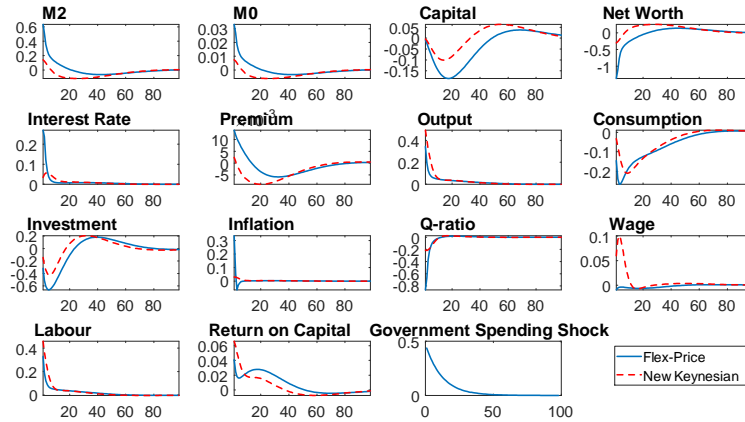 M2 M0 Capital Net Worth
0.6 0.4 0.2 0
0.03 0.02 0.01 0
0.05 0 -0.05 -0.1 -0.15
0 -0.5 -1
20 40 60 80 20 40 60 80 20 40 60 80 20 40 60 80
Interest Rate Premium Output Consumption
0.2 0.1 0
-3
10 5 0 -5
0.4 0.2 0
0 -0.1 -0.2
20 40 60 80 20 40 60 80 20 40 60 80 20 40 60 80
Investment Inflation Q-ratio Wage
0.2 0 -0.2 -0.4 -0.6
0.3 0.2 0.1 0
0 -0.2 -0.4 -0.6 -0.8
0.1 0.05 0
20 40 60 80 20 40 60 80 20 40 60 80 20 40 60 80
Labour Return on Capital Government Spending Shock
0.4 0.2 0
0.06 0.04 0.02 0
0.5 0
20 40 60 80 20 40 60 80 0 50 100
Flex-Price
New Keynesian